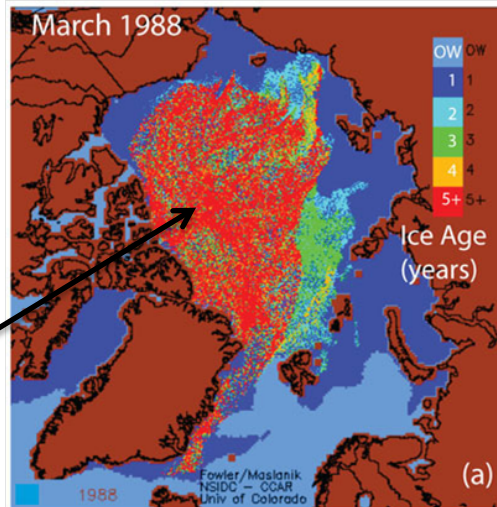 March 1988
OW OW
1 1
2 2
3 3
4 4
5+ 5+
Ice Age
(years)
Fowler/Maslanik
NSIDC - CCAR
Univ of Colorado
1988
(a)